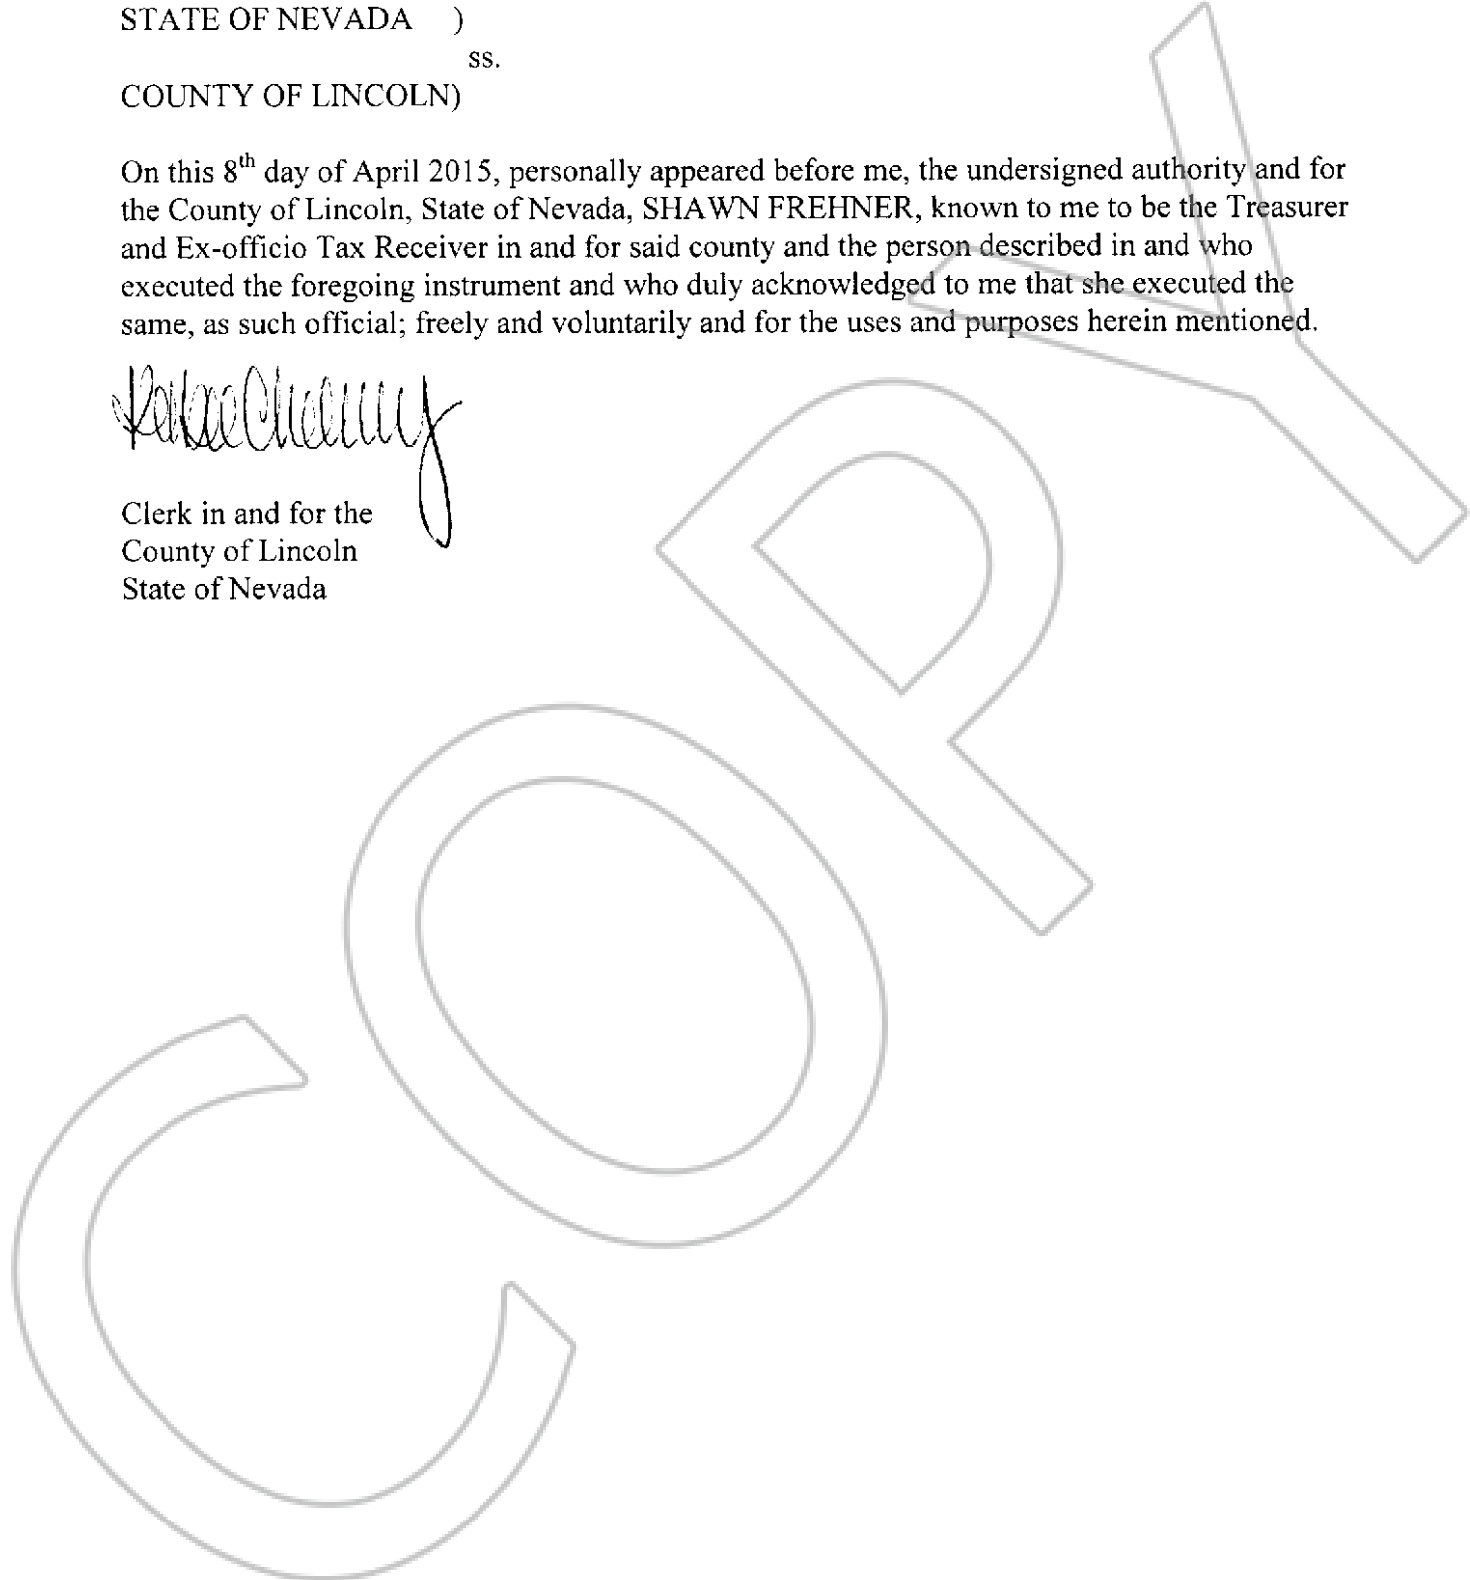 STATE OF NEVADA )
ss.
COUNTY OF LINCOLN)
On this 8th day of April 2015, personally appeared before me, the undersigned authority and for
the County of Lincoln, State of Nevada, SHAWN FREHNER, known to me to be the Treasurer
and Ex-officio Tax Receiver in and for said county and the person described in and who
executed the foregoing instrument and who duly acknowledged to me that she executed the
same, as such official; freely and voluntarily and for the uses and purposes herein mentioned.
Clerk in and for the
County of Lincoln
State of Nevada
COPY